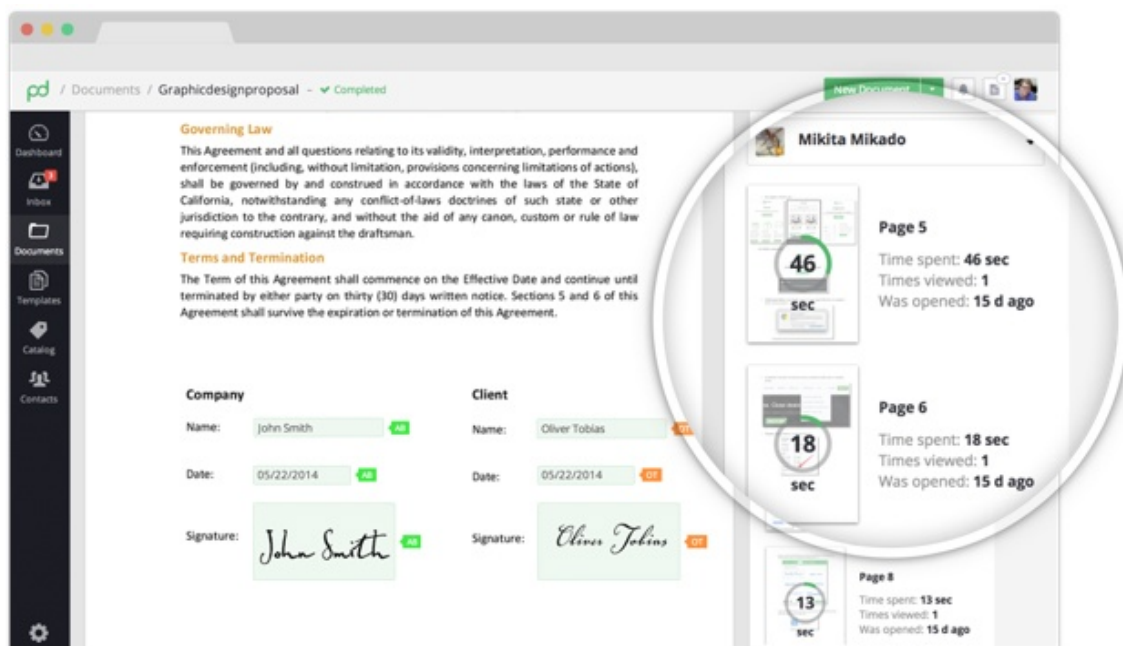 pd / Documents / Graphicdesignproposal - ✔ Completed
New Document
Dashboard
3
Inbox
Documents
Templates
Catalog
Contacts
Governing Law
This Agreement and all questions relating to its validity, interpretation, performance and
enforcement (including, without limitation, provisions concerning limitations of actions),
shall be governed by and construed in accordance with the laws of the State of
California, notwithstanding any conflict-of-laws doctrines of such state or other
jurisdiction to the contrary, and without the aid of any canon, custom or rule of law
requiring construction against the draftsman.
Terms and Termination
The Term of this Agreement shall commence on the Effective Date and continue until
terminated by either party on thirty (30) days written notice. Sections 5 and 6 of this
Agreement shall survive the expiration or termination of this Agreement.
Company
Name: John Smith AB
Date: 05/22/2014 AB
Signature: John Smith AB
Client
Name: Oliver Tobias OT
Date: 05/22/2014 OT
Signature: Oliver Tobias OT
Mikita Mikado
46
sec
Page 5
Time spent: 46 sec
Times viewed: 1
Was opened: 15 d ago
18
sec
Page 6
Time spent: 18 sec
Times viewed: 1
Was opened: 15 d ago
13
sec
Page 8
Time spent: 13 sec
Times viewed: 1
Was opened: 15 d ago